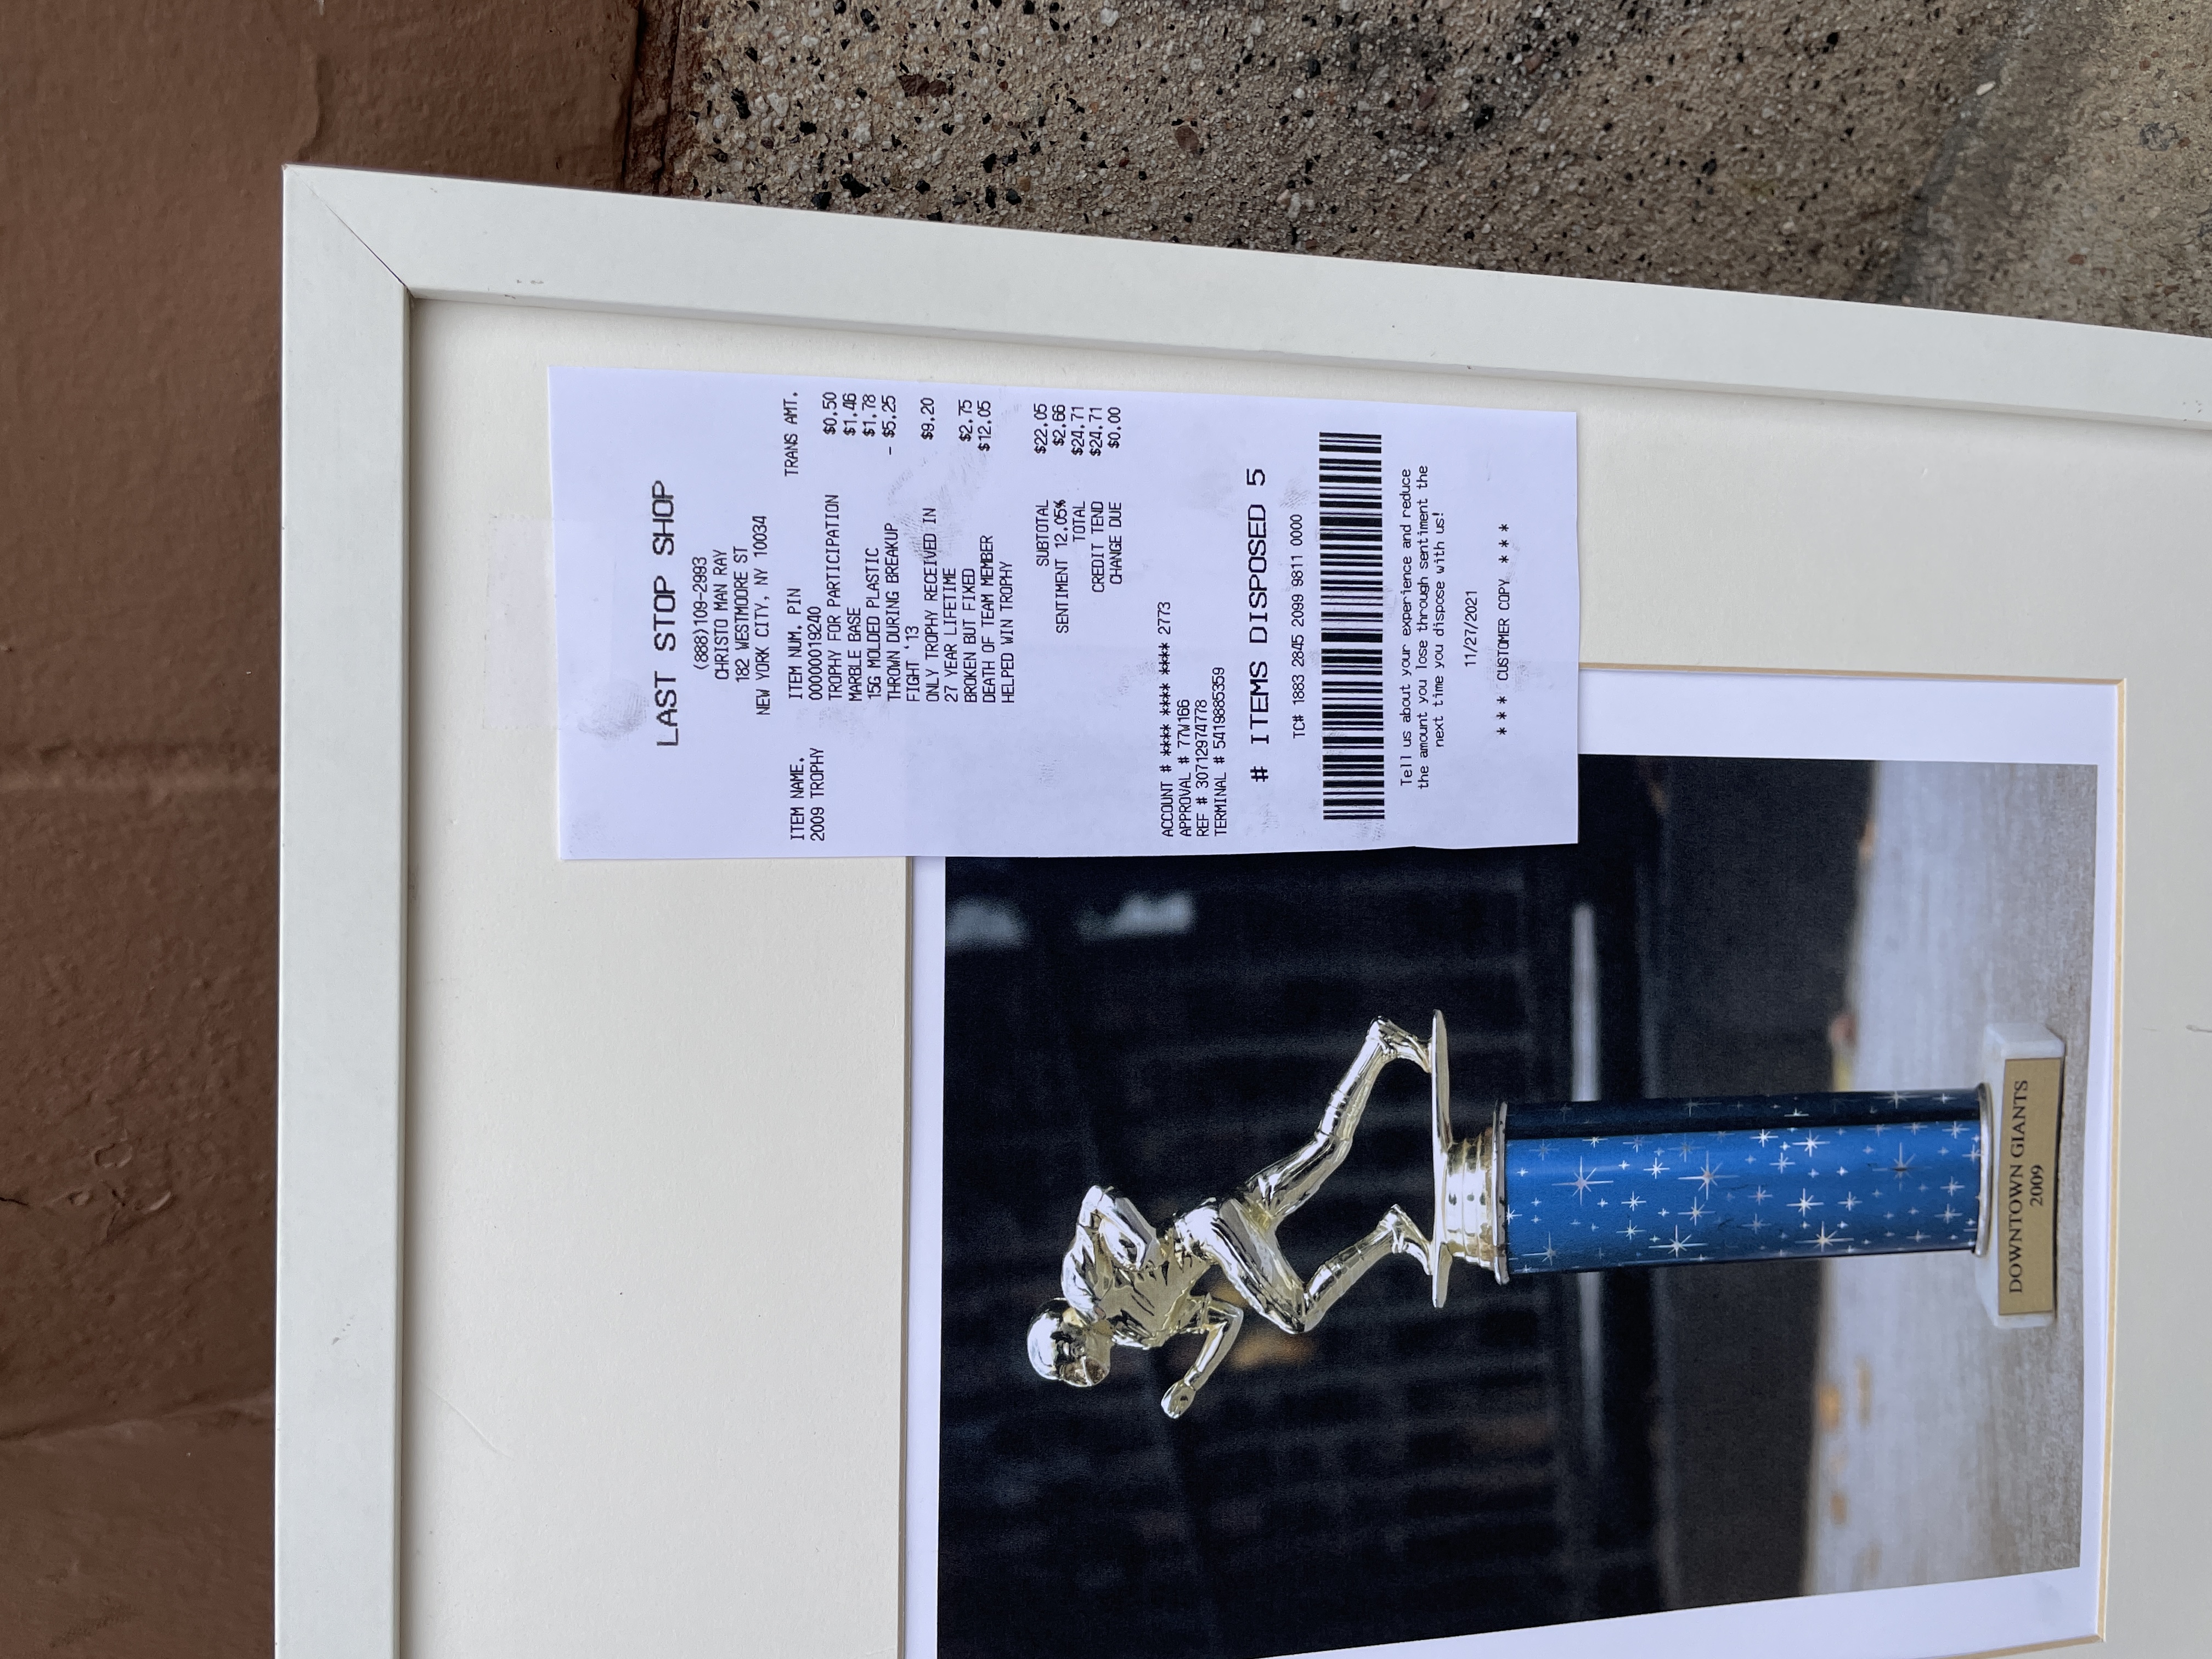 LAST STOP SHOP
(888)109-2993
CHRISTO MAN RAY
182 WESTMOORE ST
NEW YORK CITY, NY 10034
ITEM NAME. ITEM NUM. PIN TRANS AMT.
2009 TROPHY 00000019240
TROPHY FOR PARTICIPATION $0.50
MARBLE BASE $1.46
15G MOLDED PLASTIC $1.78
THROWN DURING BREAKUP - $5.25
FIGHT '13
ONLY TROPHY RECEIVED IN $9.20
27 YEAR LIFETIME
BROKEN BUT FIXED $2.75
DEATH OF TEAM MEMBER $12.05
HELPED WIN TROPHY
SUBTOTAL $22.05
SENTIMENT 12.05% $2.66
TOTAL $24.71
CREDIT TEND $24.71
CHANGE DUE $0.00
ACCOUNT # **** **** **** 2773
APPROVAL # 77W166
REF # 30712974778
TERMINAL # 5419885359
# ITEMS DISPOSED 5
TC# 1883 2845 2099 9811 0000
Tell us about your experience and reduce
the amount you lose through sentiment the
next time you dispose with us!
11/27/2021
* * * CUSTOMER COPY * * *
DOWNTOWN GIANTS
2009